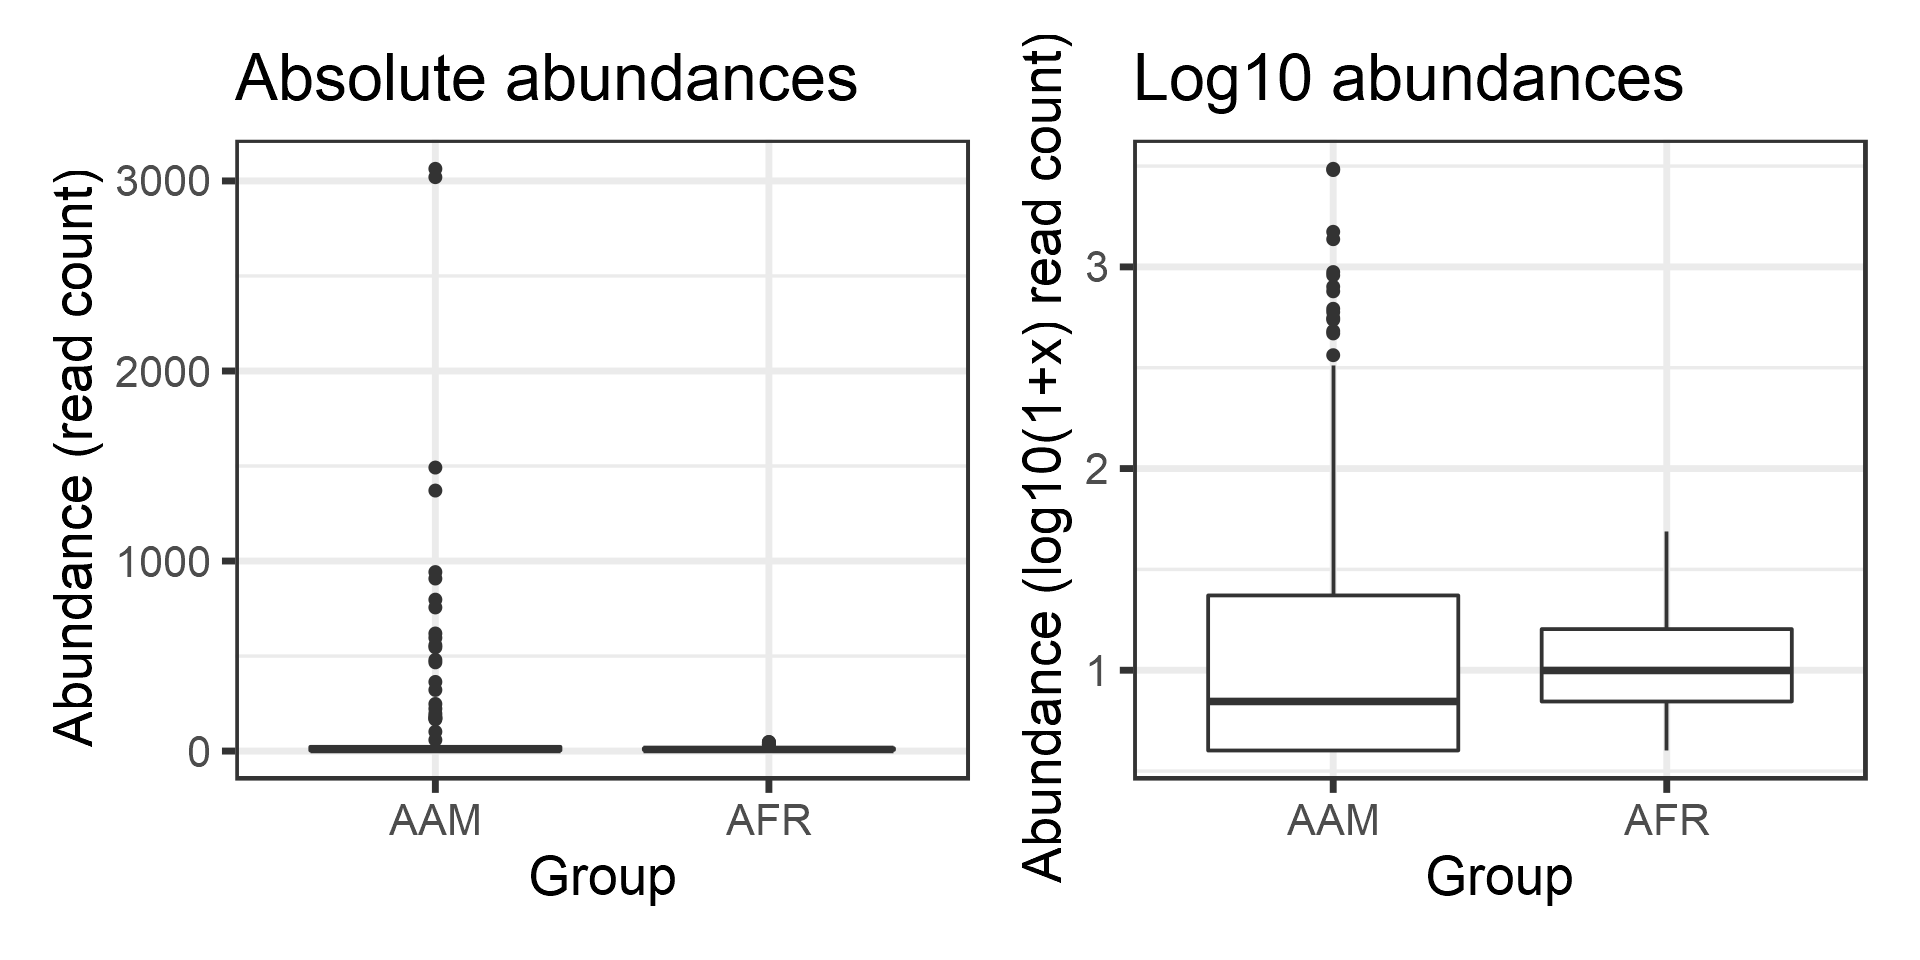 Absolute abundances
Abundance (read count)
3000
2000
1000
0
AAM
AFR
Group
Log10 abundances
Abundance (log10(1+x) read count)
3
2
1
AAM
AFR
Group